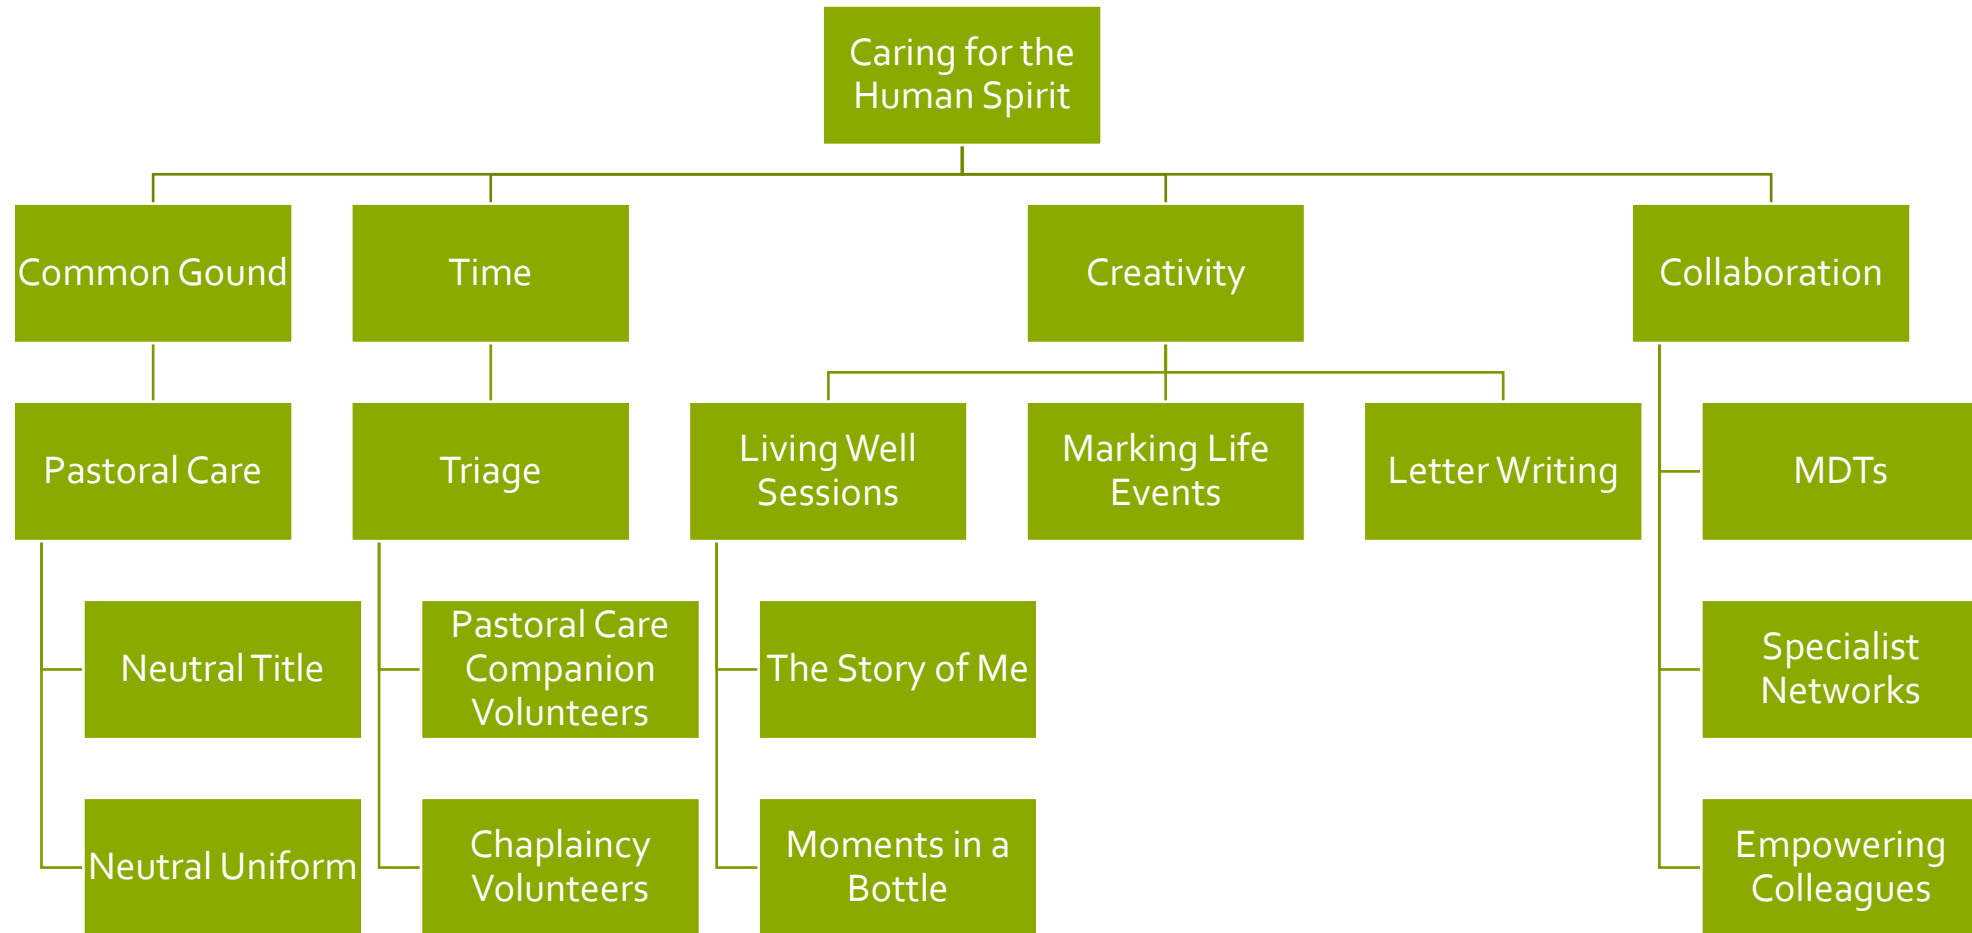 Caring for the
Human Spirit
Common Gound
Time
Creativity
Collaboration
Pastoral Care
Triage
Living Well
Sessions
Marking Life
Events
Letter Writing
MDTs
Neutral Title
Pastoral Care
Companion
Volunteers
The Story of Me
Specialist
Networks
Neutral Uniform
Chaplaincy
Volunteers
Moments in a
Bottle
Empowering
Colleagues